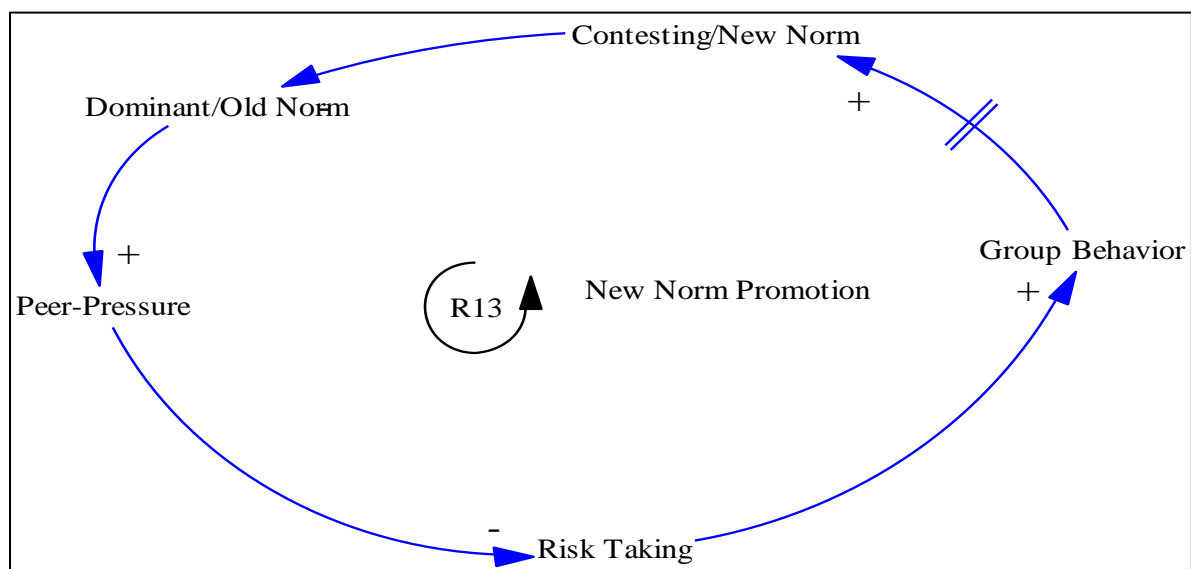 Contesting/New Norm
Dominant/Old Norm
-
+
+
Group Behavior
+
Peer-Pressure
R13
New Norm Promotion
-
Risk Taking